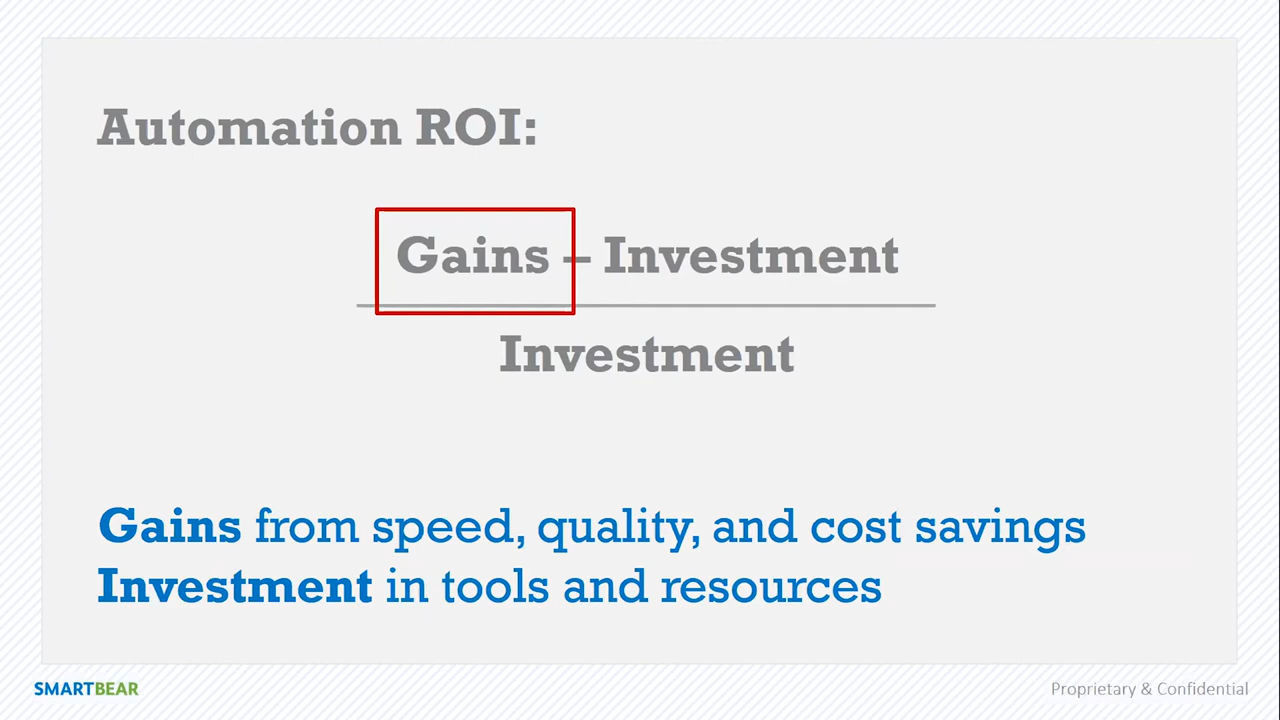 Automation ROI:
Gains – Investment
Investment
Gains from speed, quality, and cost savings
Investment in tools and resources
SMARTBEAR
Proprietary & Confidential